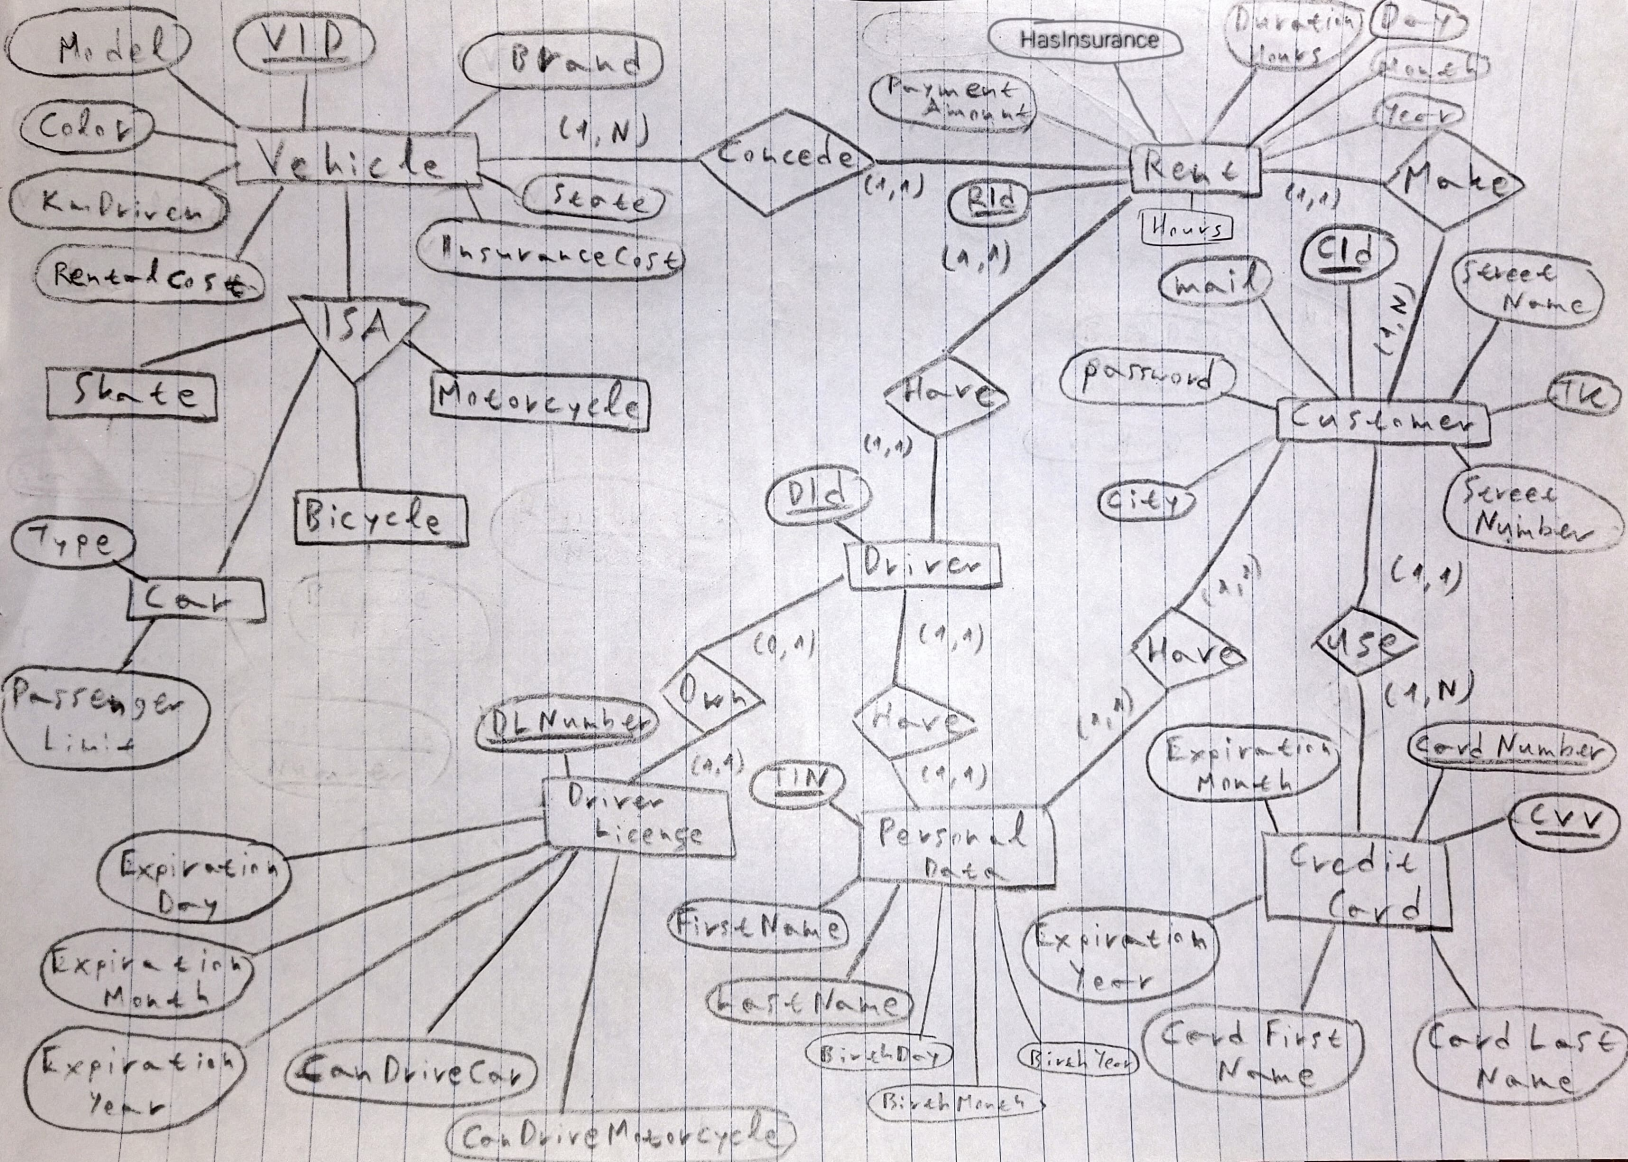 Model
VID
Brand
HasInsurance
Duration
Hours
Day
Month
Year
Payment
Amount
Color
(1,N)
Vehicle
Concede
Rent
(1,1)
(1,1)
Make
KmDriven
State
RId
Hours
InsuranceCost
(1,1)
CId
Street
Name
mail
RentalCost
ISA
(1,N)
Skate
Motorcycle
Have
password
TK
Customer
(1,1)
DId
City
Street
Number
Bicycle
Type
Driver
Car
(1,1)
(1,1)
(0,1)
(1,1)
Have
use
Passenger
Limit
DLNumber
Own
Have
(1,1)
(1,N)
(1,1)
(1,1)
TIN
Expiration
Month
Card Number
CVV
Driver
License
Personal
Data
Credit
Card
Expiration
Day
FirstName
Expiration
Year
Expiration
Month
LastName
BirthDay
BirthYear
Card First
Name
Card Last
Name
Expiration
Year
CanDriveCar
BirthMonth
CanDriveMotorcycle